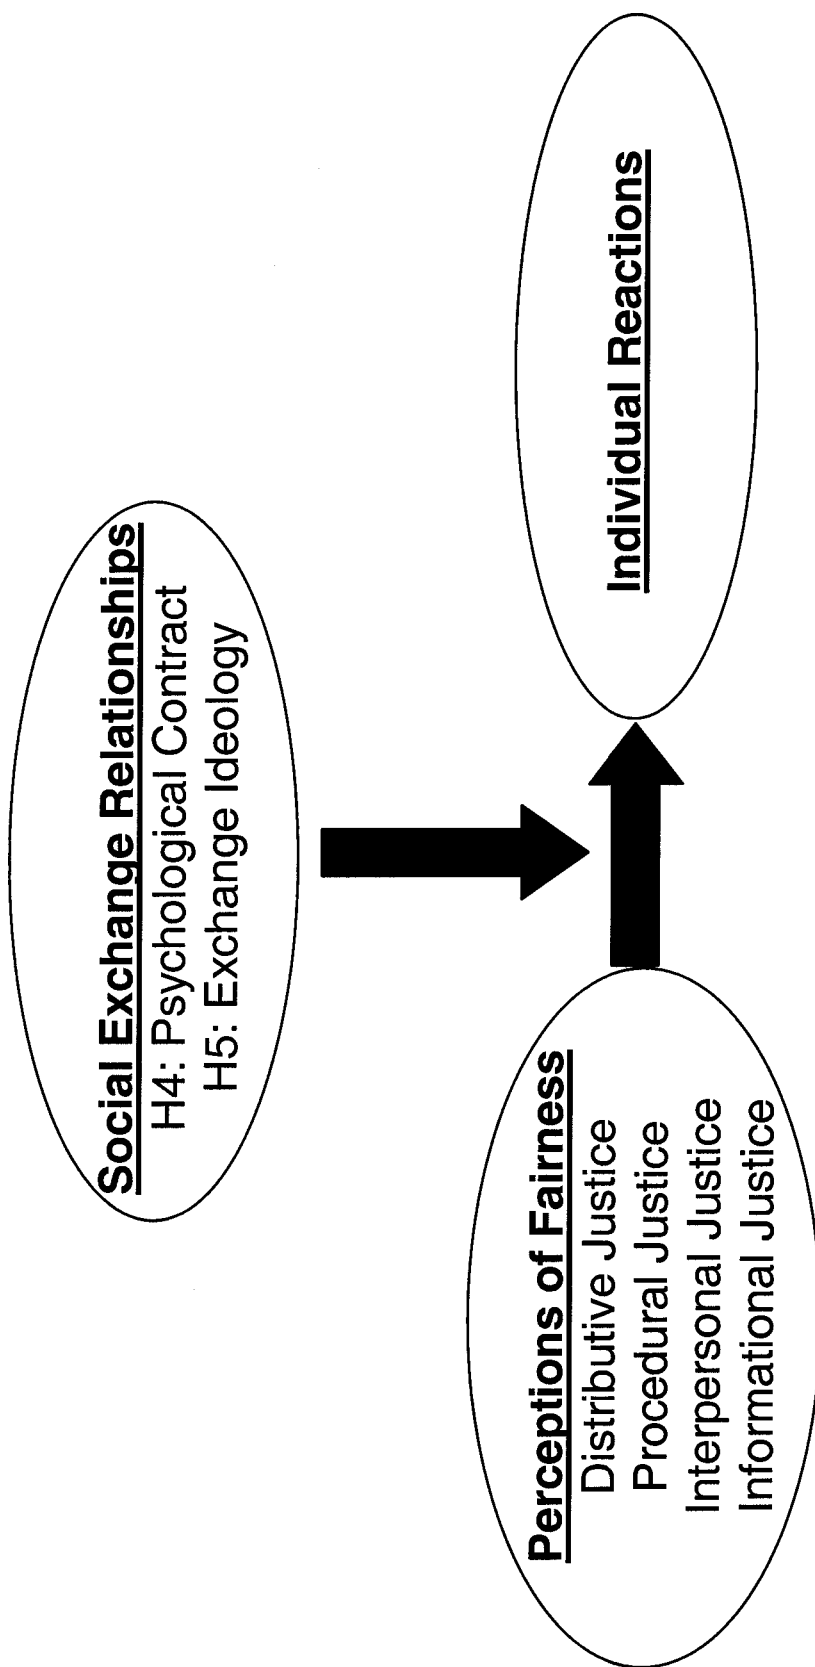 Social Exchange Relationships
H4: Psychological Contract
H5: Exchange Ideology
Perceptions of Fairness
Distributive Justice
Procedural Justice
Interpersonal Justice
Informational Justice
Individual Reactions